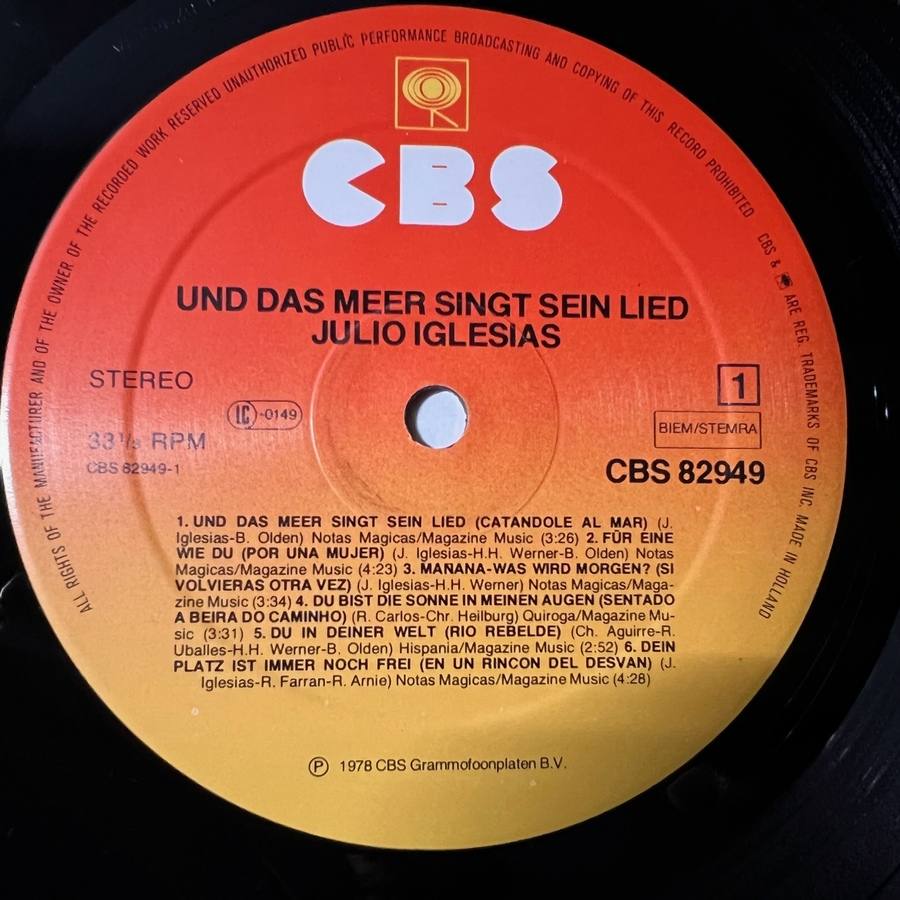 ALL RIGHTS OF THE MANUFACTURER AND OF THE OWNER OF THE RECORDED WORK RESERVED UNAUTHORIZED PUBLIC PERFORMANCE BROADCASTING AND COPYING OF THIS RECORD PROHIBITED CBS & ARE REG. TRADEMARKS OF CBS INC. MADE IN HOLLAND
CBS
UND DAS MEER SINGT SEIN LIED
JULIO IGLESIAS
STEREO
1
LC-0149
BIEM/STEMRA
33 1/3 RPM
CBS 82949-1
CBS 82949
1. UND DAS MEER SINGT SEIN LIED (CATANDOLE AL MAR) (J.
Iglesias-B. Olden) Notas Magicas/Magazine Music (3:26) 2. FÜR EINE
WIE DU (POR UNA MUJER) (J. Iglesias-H.H. Werner-B. Olden) Notas
Magicas/Magazine Music (4:23) 3. MAÑANA-WAS WIRD MORGEN? (SI
VOLVIERAS OTRA VEZ) (J. Iglesias-H.H. Werner) Notas Magicas/Maga-
zine Music (3:34) 4. DU BIST DIE SONNE IN MEINEN AUGEN (SENTADO
A BEIRA DO CAMINHO) (R. Carlos-Chr. Heilburg) Quiroga/Magazine Mu-
sic (3:31) 5. DU IN DEINER WELT (RIO REBELDE) (Ch. Aguirre-R.
Uballes-H.H. Werner-B. Olden) Hispania/Magazine Music (2:52) 6. DEIN
PLATZ IST IMMER NOCH FREI (EN UN RINCON DEL DESVAN) (J.
Iglesias-R. Farran-R. Arnie) Notas Magicas/Magazine Music (4:28)
℗ 1978 CBS Grammofoonplaten B.V.